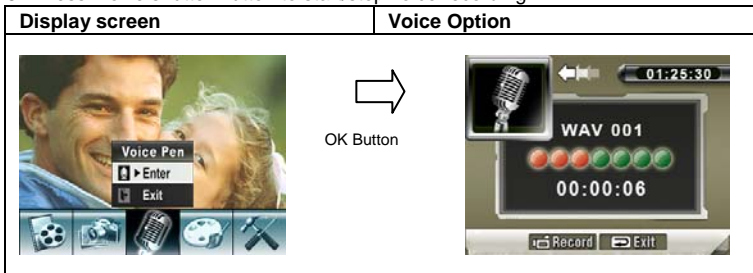 Display screen
Voice Option
Voice Pen
Enter
Exit
OK Button
01:25:30
WAV 001
00:00:06
Record
Exit